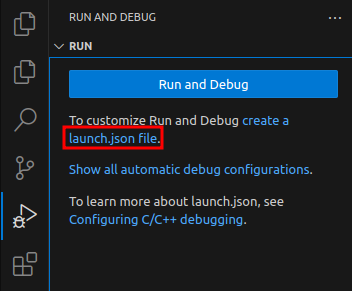 RUN AND DEBUG
RUN
Run and Debug
To customize Run and Debug create a
launch.json file.
Show all automatic debug configurations.
To learn more about launch.json, see
Configuring C/C++ debugging.